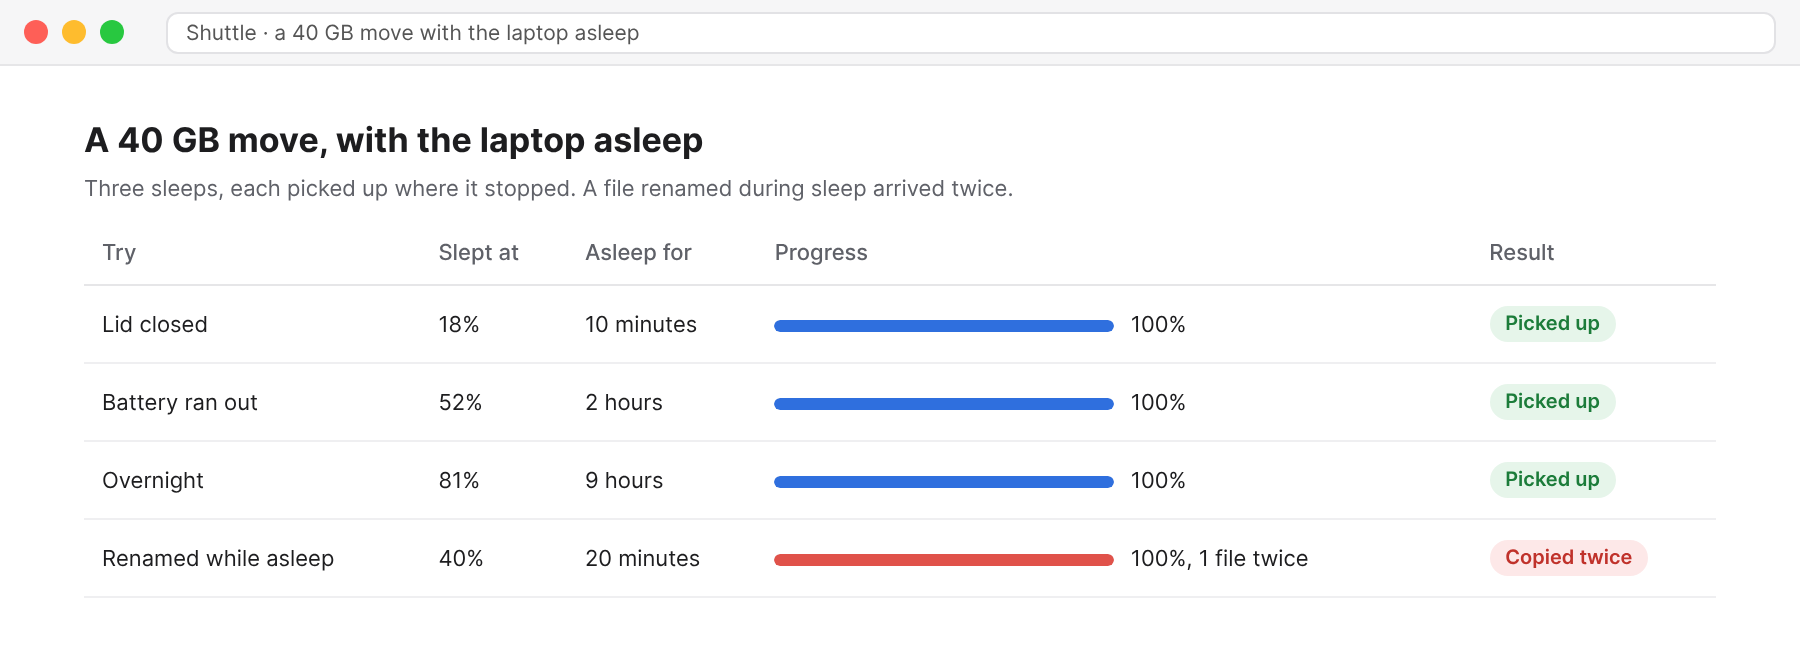 Shuttle · a 40 GB move with the laptop asleep
A 40 GB move, with the laptop asleep
Three sleeps, each picked up where it stopped. A file renamed during sleep arrived twice.
Try Slept at Asleep for Progress Result
Lid closed 18% 10 minutes 100% Picked up
Battery ran out 52% 2 hours 100% Picked up
Overnight 81% 9 hours 100% Picked up
Renamed while asleep 40% 20 minutes 100%, 1 file twice Copied twice